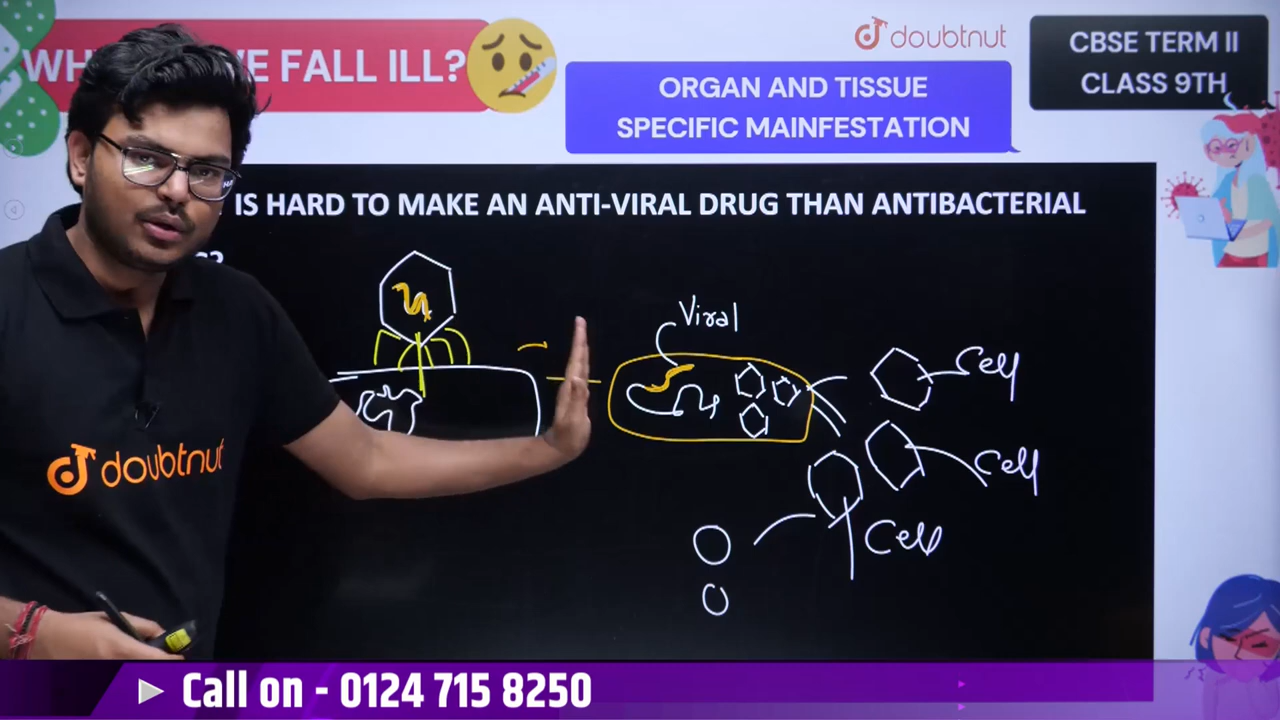 WH VE FALL ILL?
doubtnut
CBSE TERM II
CLASS 9TH
ORGAN AND TISSUE
SPECIFIC MAINFESTATION
IS HARD TO MAKE AN ANTI-VIRAL DRUG THAN ANTIBACTERIAL
Viral
Cell
Cell
Cell
doubtnut
Call on - 0124 715 8250